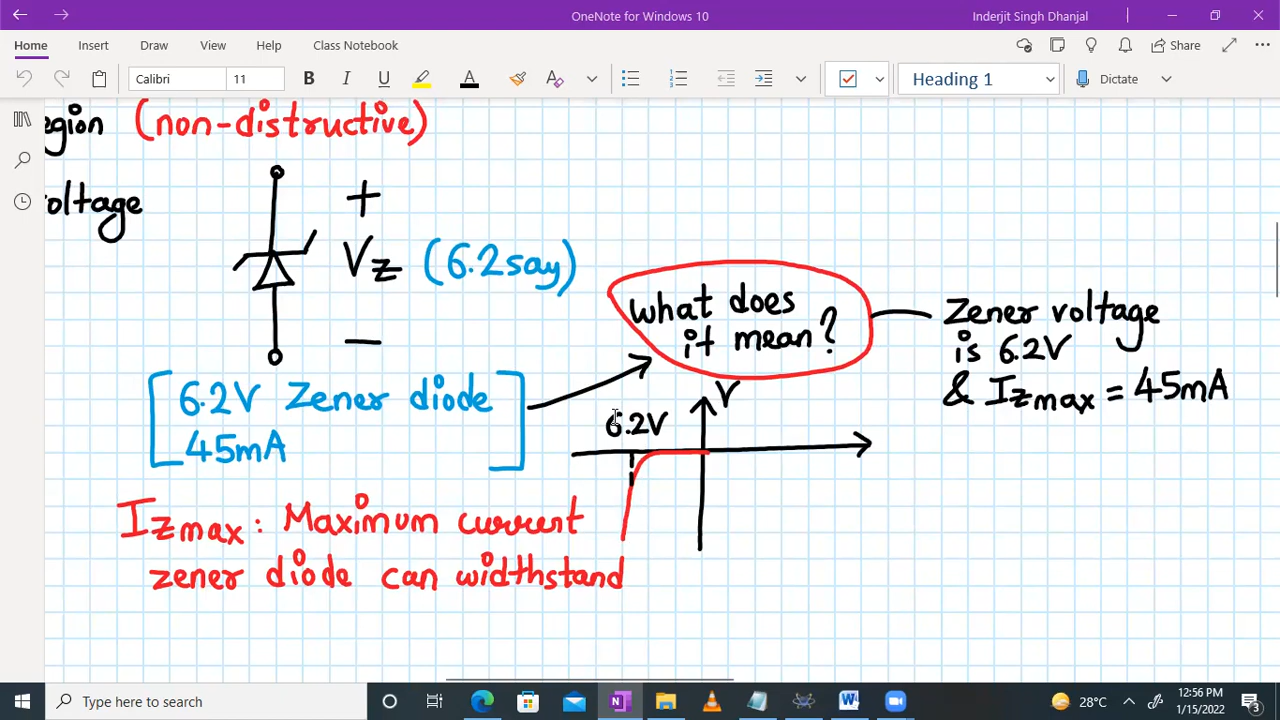 OneNote for Windows 10
Inderjit Singh Dhanjal
Home Insert Draw View Help Class Notebook
Share
Calibri 11 B I U A
Heading 1
Dictate
egion (non-distructive)
oltage
+
Vz (6.2say)
−
What does
it mean?
Zener voltage
is 6.2V
& Izmax = 45mA
[6.2V Zener diode
45mA]
V
6.2V
Izmax: Maximum current
zener diode can widthstand
Type here to search
N
W
28°C
12:56 PM
1/15/2022
3